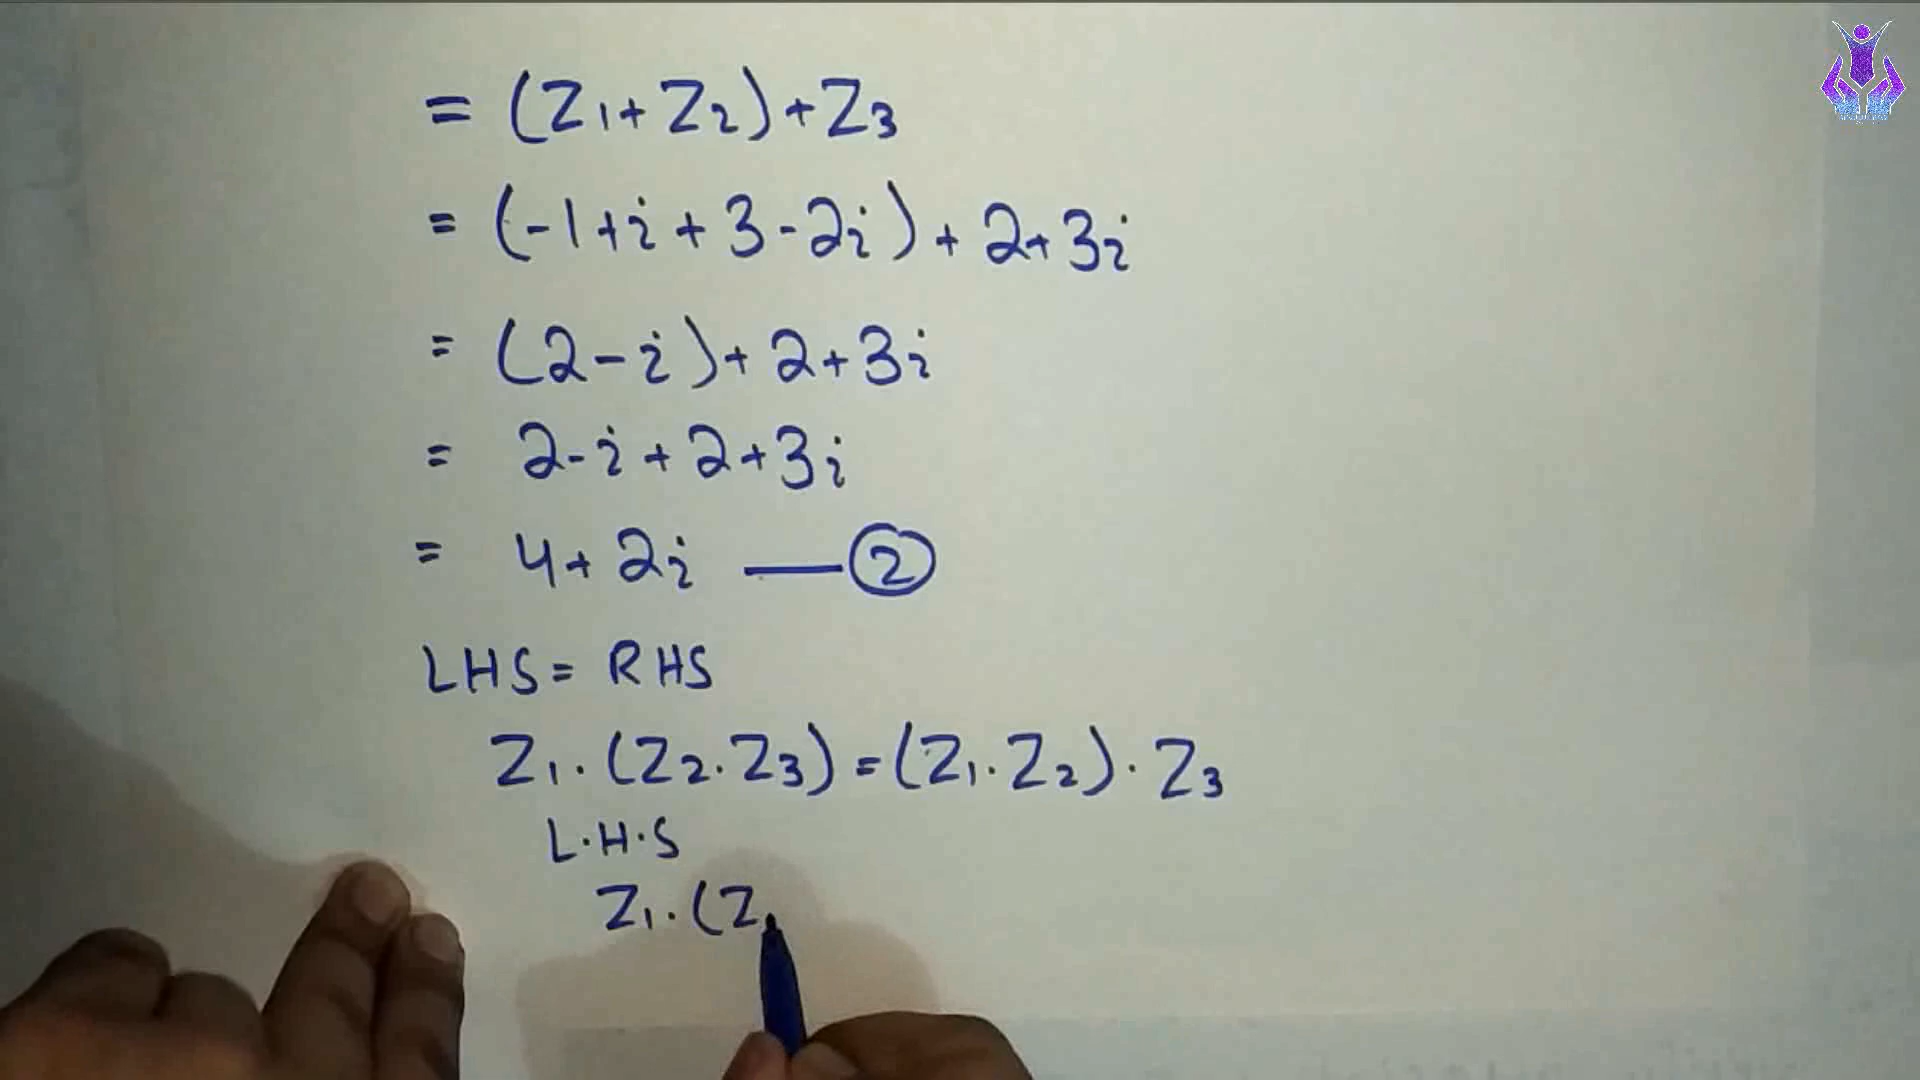 = (Z1+Z2)+Z3
= (-1+i+3-2i)+2+3i
= (2-i)+2+3i
= 2-i+2+3i
= 4+2i —②
LHS= RHS
Z1.(Z2.Z3)=(Z1.Z2).Z3
L.H.S
Z1.(Z